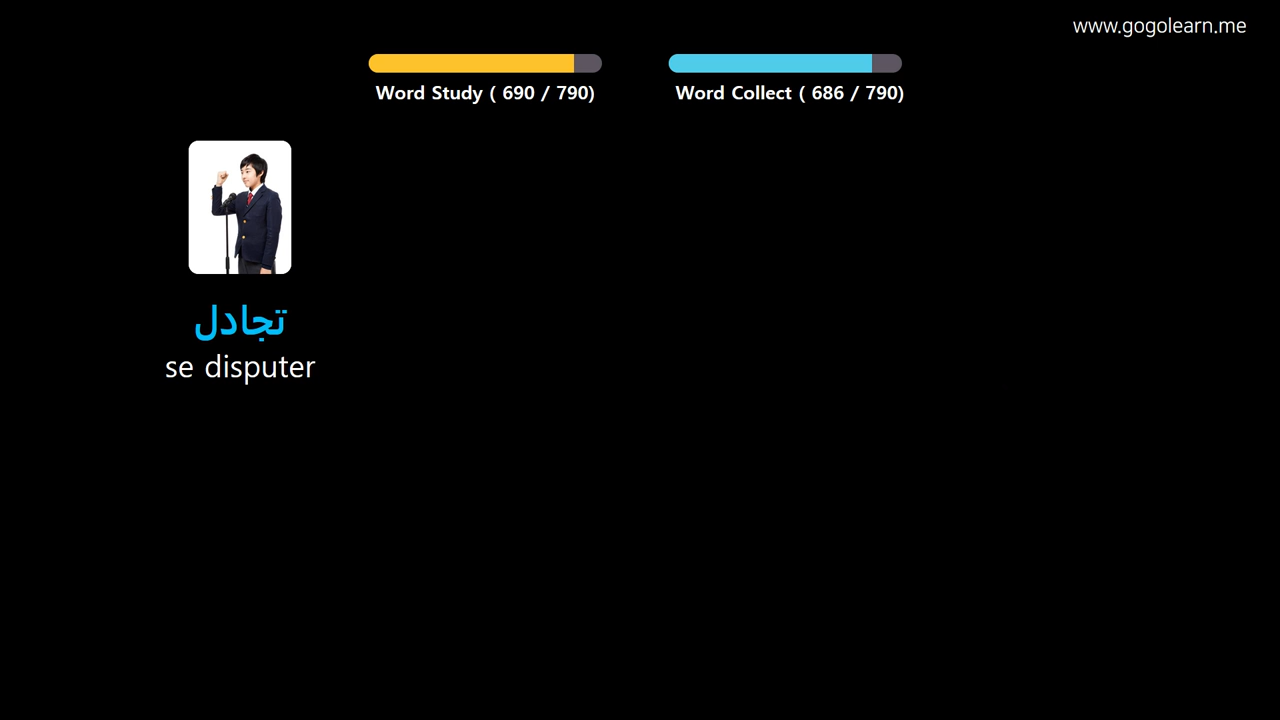 www.gogolearn.me
Word Study ( 690 / 790)
Word Collect ( 686 / 790)
تجادل
se disputer